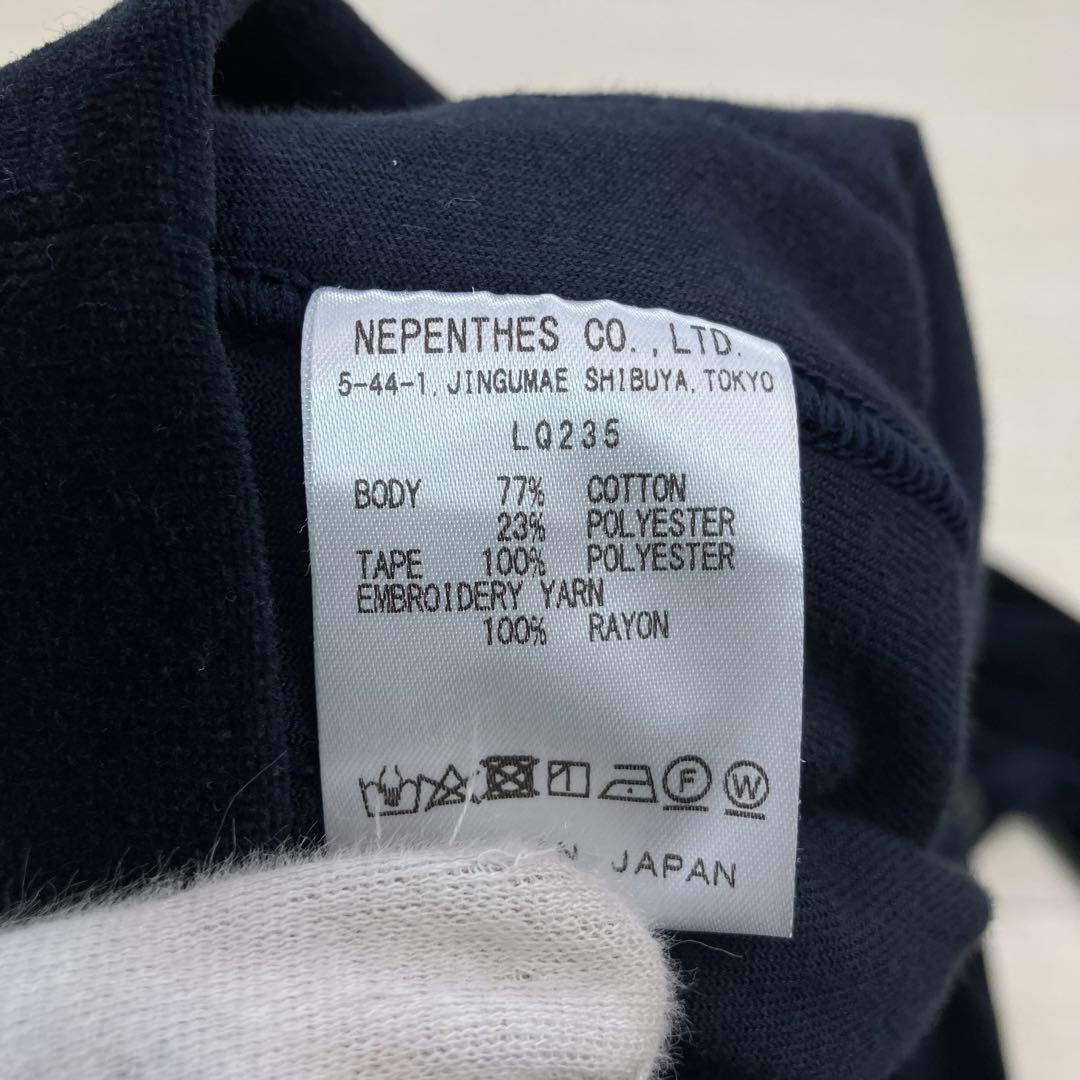 NEPENTHES CO., LTD.
5-44-1, JINGUMAE SHIBUYA, TOKYO
LQ235
BODY 77% COTTON
23% POLYESTER
TAPE 100% POLYESTER
EMBROIDERY YARN
100% RAYON
F W
JAPAN